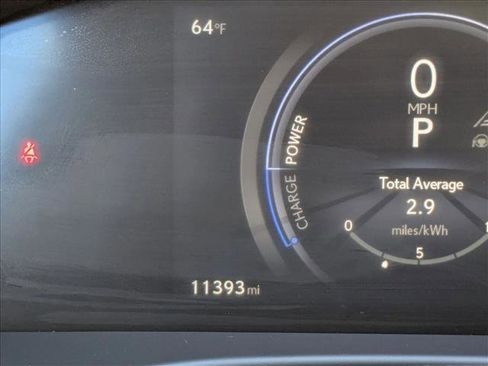 64°F
0
MPH
P
POWER
CHARGE
Total Average
2.9
miles/kWh
0
5
11393 mi